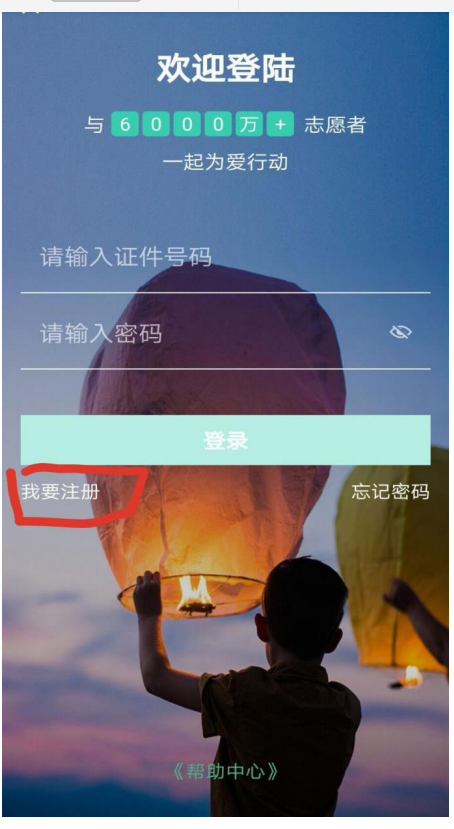 欢迎登陆
与 6000万+ 志愿者
一起为爱行动
请输入证件号码
请输入密码
登录
我要注册 忘记密码
《帮助中心》